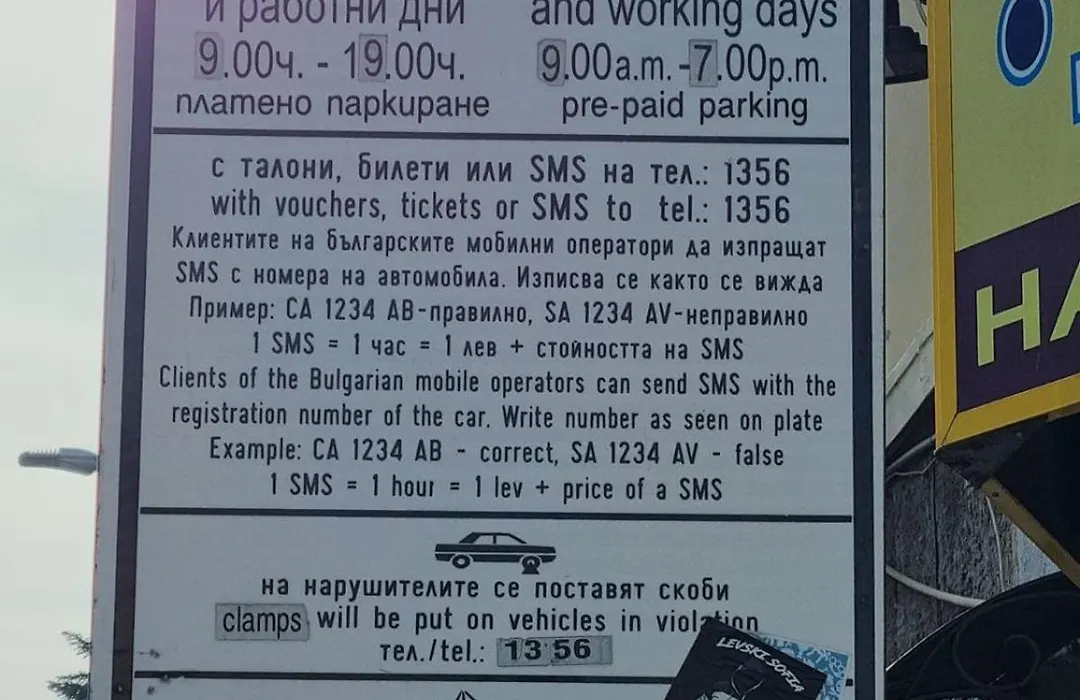 и работни дни
and working days
9.00ч. - 19.00ч.
9.00a.m. - 7.00p.m.
платено паркиране
pre-paid parking
с талони, билети или SMS на тел.: 1356
with vouchers, tickets or SMS to tel.: 1356
Клиентите на българските мобилни оператори да изпращат
SMS с номера на автомобила. Изписва се както се вижда
Пример: СА 1234 АВ-правилно, SA 1234 AV-неправилно
1 SMS = 1 час = 1 лев + стойността на SMS
Clients of the Bulgarian mobile operators can send SMS with the
registration number of the car. Write number as seen on plate
Example: CA 1234 AB - correct, SA 1234 AV - false
1 SMS = 1 hour = 1 lev + price of a SMS
на нарушителите се поставят скоби
clamps will be put on vehicles in violation
тел./tel.: 13 56
LEVSKI SOFIA